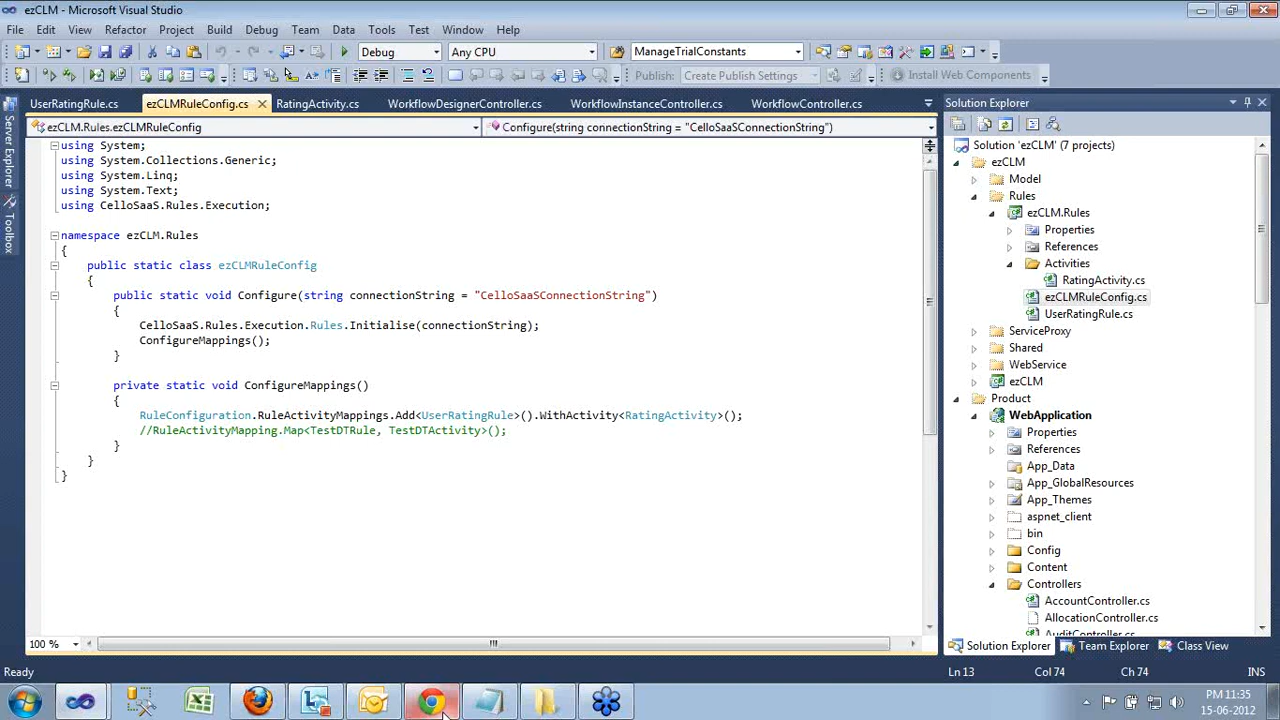 ezCLM - Microsoft Visual Studio
File Edit View Refactor Project Build Debug Team Data Tools Test Window Help
Debug Any CPU ManageTrialConstants
Publish: Create Publish Settings Install Web Components
UserRatingRule.cs ezCLMRuleConfig.cs RatingActivity.cs WorkflowDesignerController.cs WorkflowInstanceController.cs WorkflowController.cs
ezCLM.Rules.ezCLMRuleConfig Configure(string connectionString = "CelloSaaSConnectionString")
Server Explorer
Toolbox
using System;
using System.Collections.Generic;
using System.Linq;
using System.Text;
using CelloSaaS.Rules.Execution;
namespace ezCLM.Rules
{
public static class ezCLMRuleConfig
{
public static void Configure(string connectionString = "CelloSaaSConnectionString")
{
CelloSaaS.Rules.Execution.Rules.Initialise(connectionString);
ConfigureMappings();
}
private static void ConfigureMappings()
{
RuleConfiguration.RuleActivityMappings.Add<UserRatingRule>().WithActivity<RatingActivity>();
//RuleActivityMapping.Map<TestDTRule, TestDTActivity>();
}
}
}
100 %
Solution Explorer
Solution 'ezCLM' (7 projects)
ezCLM
Model
Rules
ezCLM.Rules
Properties
References
Activities
RatingActivity.cs
ezCLMRuleConfig.cs
UserRatingRule.cs
ServiceProxy
Shared
WebService
ezCLM
Product
WebApplication
Properties
References
App_Data
App_GlobalResources
App_Themes
aspnet_client
bin
Config
Content
Controllers
AccountController.cs
AllocationController.cs
AuditController.cs
Solution Explorer Team Explorer Class View
Ready Ln 13 Col 74 Ch 74 INS
PM 11:35
15-06-2012